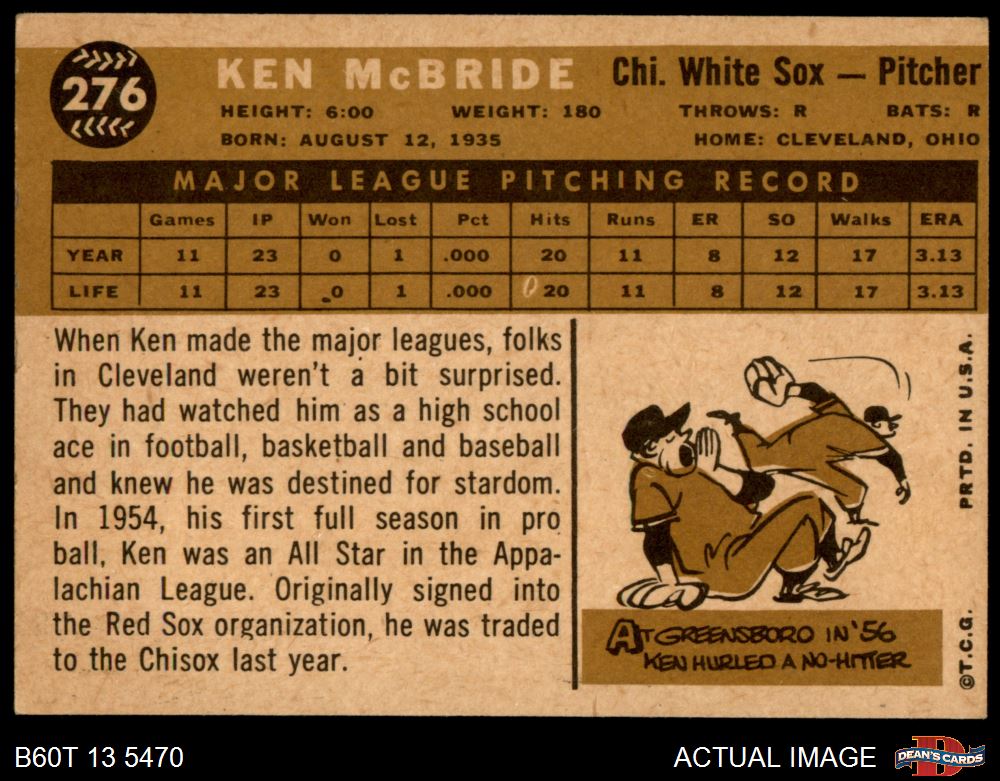 276
KEN McBRIDE Chi. White Sox — Pitcher
HEIGHT: 6:00 WEIGHT: 180 THROWS: R BATS: R
BORN: AUGUST 12, 1935 HOME: CLEVELAND, OHIO
MAJOR LEAGUE PITCHING RECORD
Games IP Won Lost Pct Hits Runs ER SO Walks ERA
YEAR 11 23 0 1 .000 20 11 8 12 17 3.13
LIFE 11 23 0 1 .000 20 11 8 12 17 3.13
When Ken made the major leagues, folks
in Cleveland weren't a bit surprised.
They had watched him as a high school
ace in football, basketball and baseball
and knew he was destined for stardom.
In 1954, his first full season in pro
ball, Ken was an All Star in the Appa-
lachian League. Originally signed into
the Red Sox organization, he was traded
to the Chisox last year.
AT GREENSBORO IN '56
KEN HURLED A NO-HITTER
©T.C.G. PRTD. IN U.S.A.
B60T 13 5470 ACTUAL IMAGE
D
DEAN'S CARDS